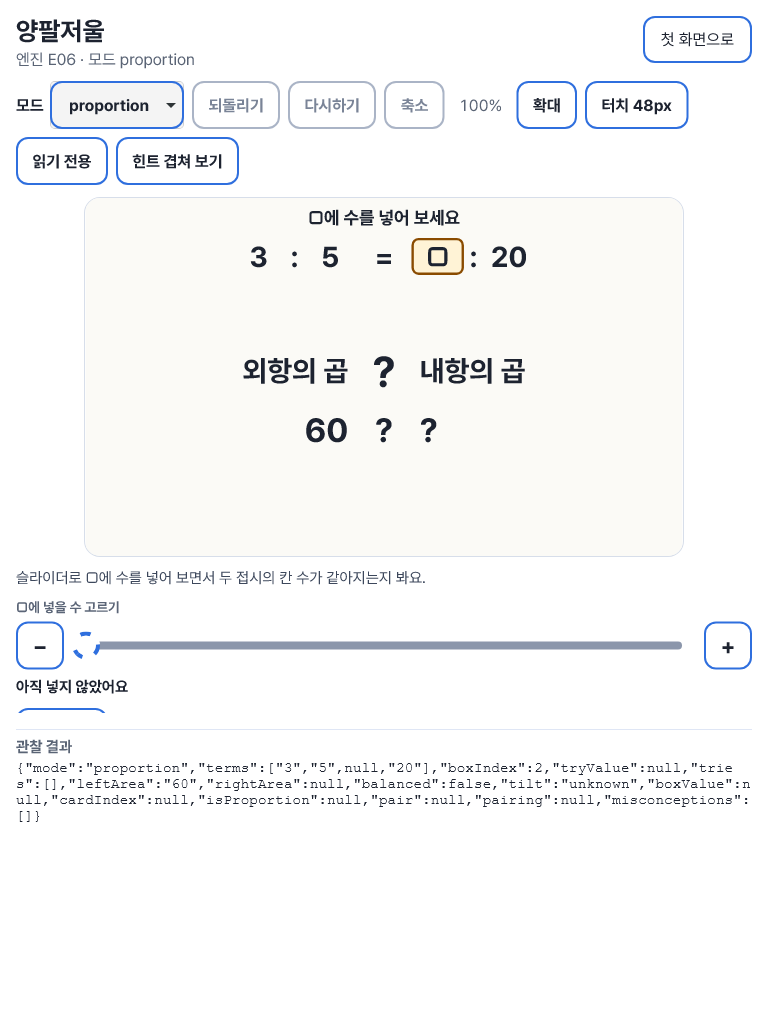 양팔저울
엔진 E06 · 모드 proportion
첫 화면으로
모드 proportion 되돌리기 다시하기 축소 100% 확대 터치 48px
읽기 전용 힌트 겹쳐 보기
▢에 수를 넣어 보세요
3 : 5 = ▢ : 20
외항의 곱 ? 내항의 곱
60 ? ?
슬라이더로 ▢에 수를 넣어 보면서 두 접시의 칸 수가 같아지는지 봐요.
▢에 넣을 수 고르기
− +
아직 넣지 않았어요
관찰 결과
{"mode":"proportion","terms":["3","5",null,"20"],"boxIndex":2,"tryValue":null,"trie
s":[],"leftArea":"60","rightArea":null,"balanced":false,"tilt":"unknown","boxValue":n
ull,"cardIndex":null,"isProportion":null,"pair":null,"pairing":null,"misconceptions":
[]}